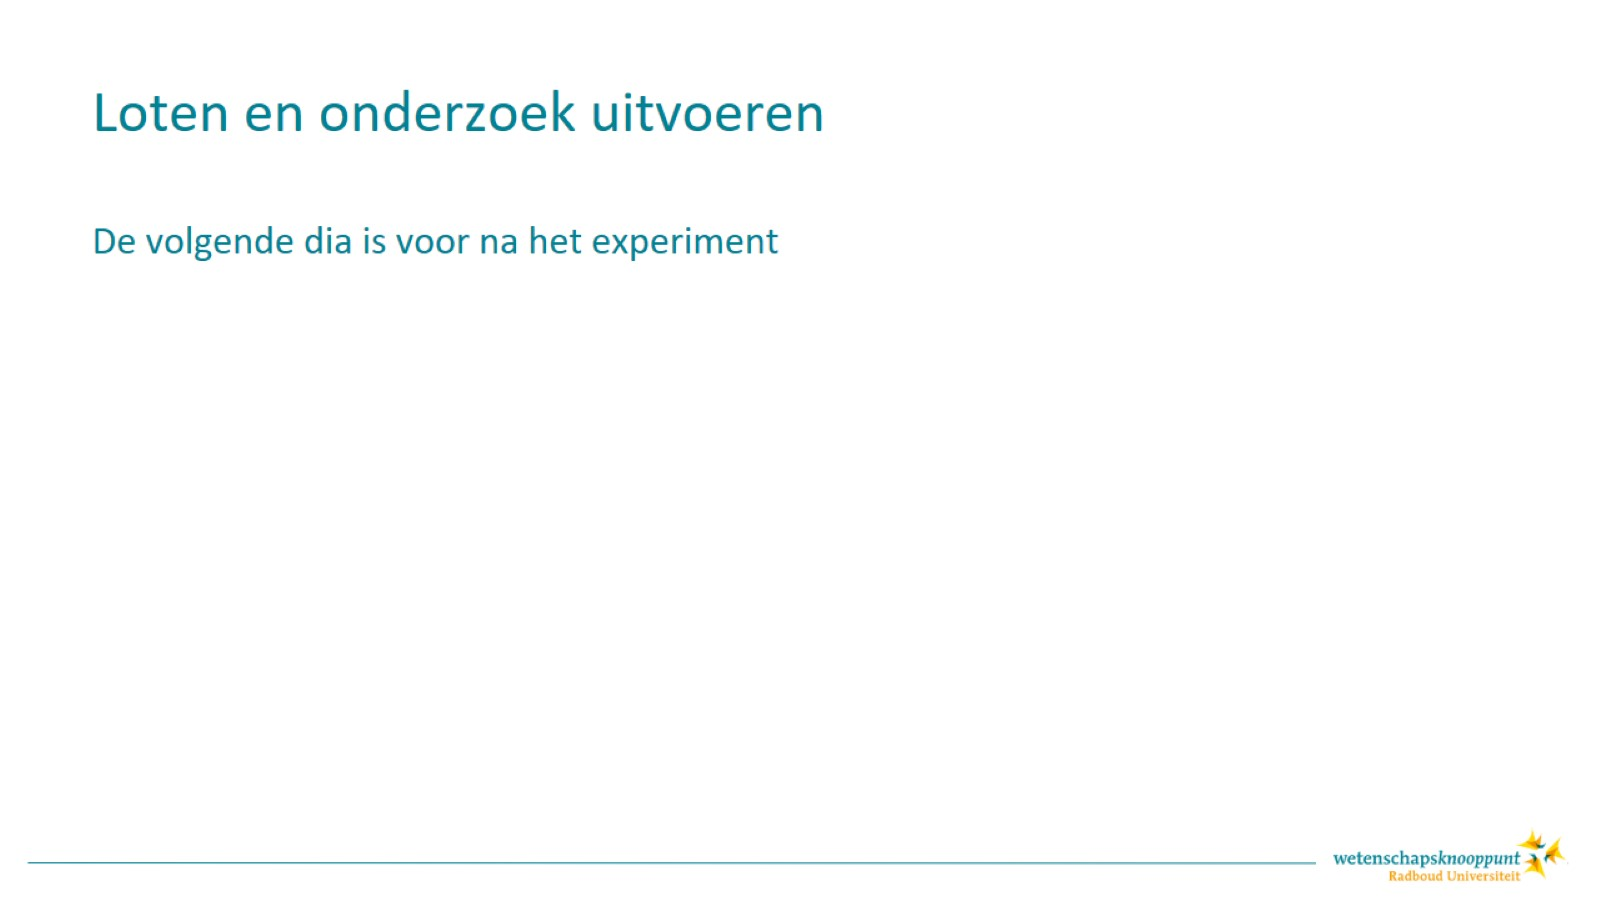 Loten en onderzoek uitvoeren
De volgende dia is voor na het experiment
wetenschapsknooppunt
Radboud Universiteit